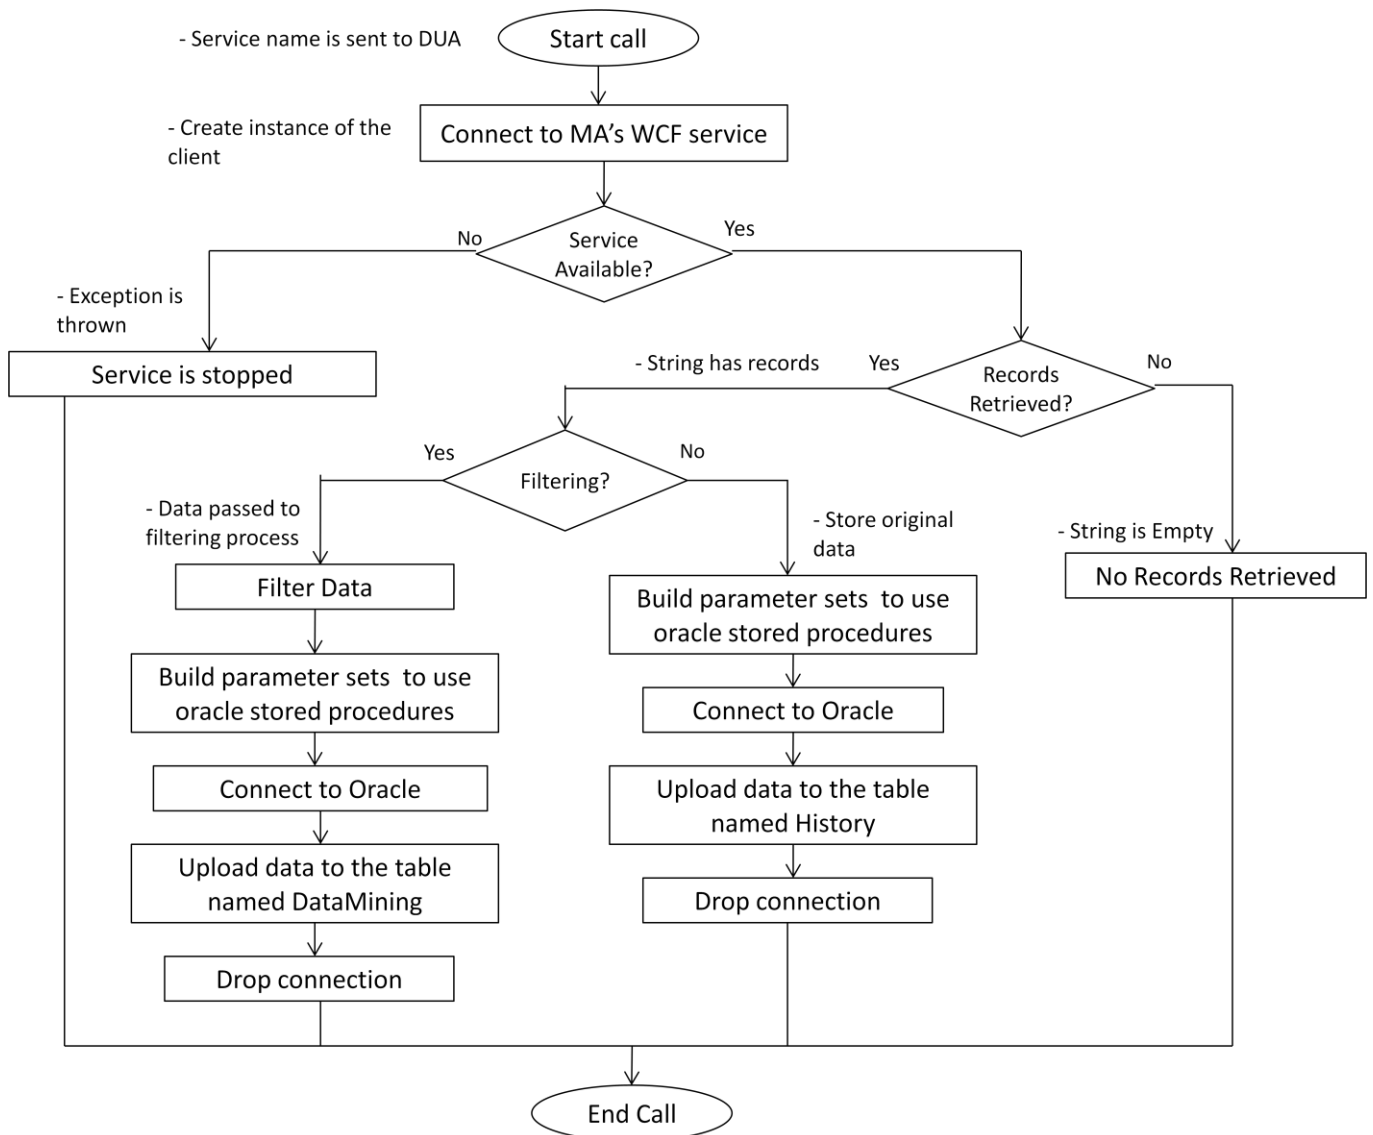 - Service name is sent to DUA
Start call
- Create instance of the
client
Connect to MA's WCF service
No
Service
Available?
Yes
- Exception is
thrown
Service is stopped
- String has records
Yes
Records
Retrieved?
No
Yes
Filtering?
No
- Data passed to
filtering process
- Store original
data
- String is Empty
No Records Retrieved
Filter Data
Build parameter sets to use
oracle stored procedures
Build parameter sets to use
oracle stored procedures
Connect to Oracle
Connect to Oracle
Upload data to the table
named History
Upload data to the table
named DataMining
Drop connection
Drop connection
End Call